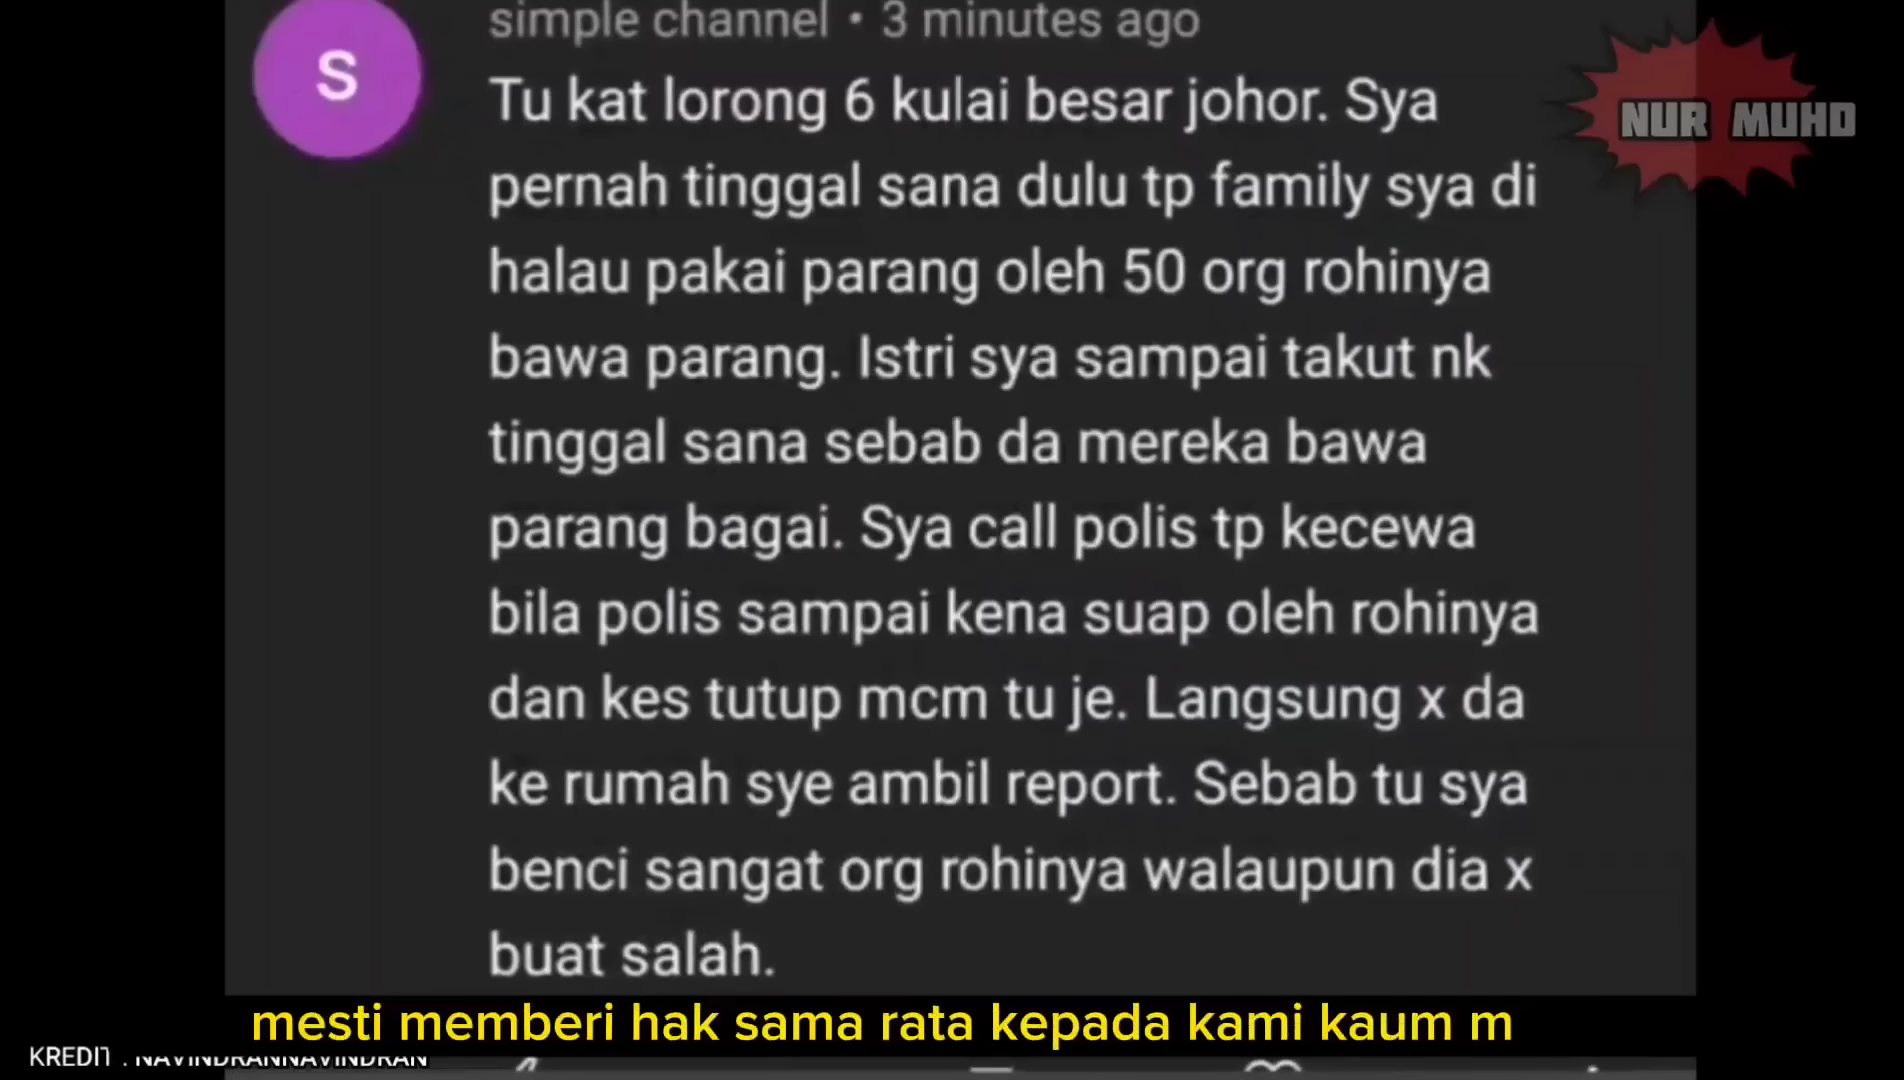 simple channel • 3 minutes ago
S
NUR MUHD
Tu kat lorong 6 kulai besar johor. Sya
pernah tinggal sana dulu tp family sya di
halau pakai parang oleh 50 org rohinya
bawa parang. Istri sya sampai takut nk
tinggal sana sebab da mereka bawa
parang bagai. Sya call polis tp kecewa
bila polis sampai kena suap oleh rohinya
dan kes tutup mcm tu je. Langsung x da
ke rumah sye ambil report. Sebab tu sya
benci sangat org rohinya walaupun dia x
buat salah.
mesti memberi hak sama rata kepada kami kaum m
KREDIT : NAVINDRANNAVINDRAN